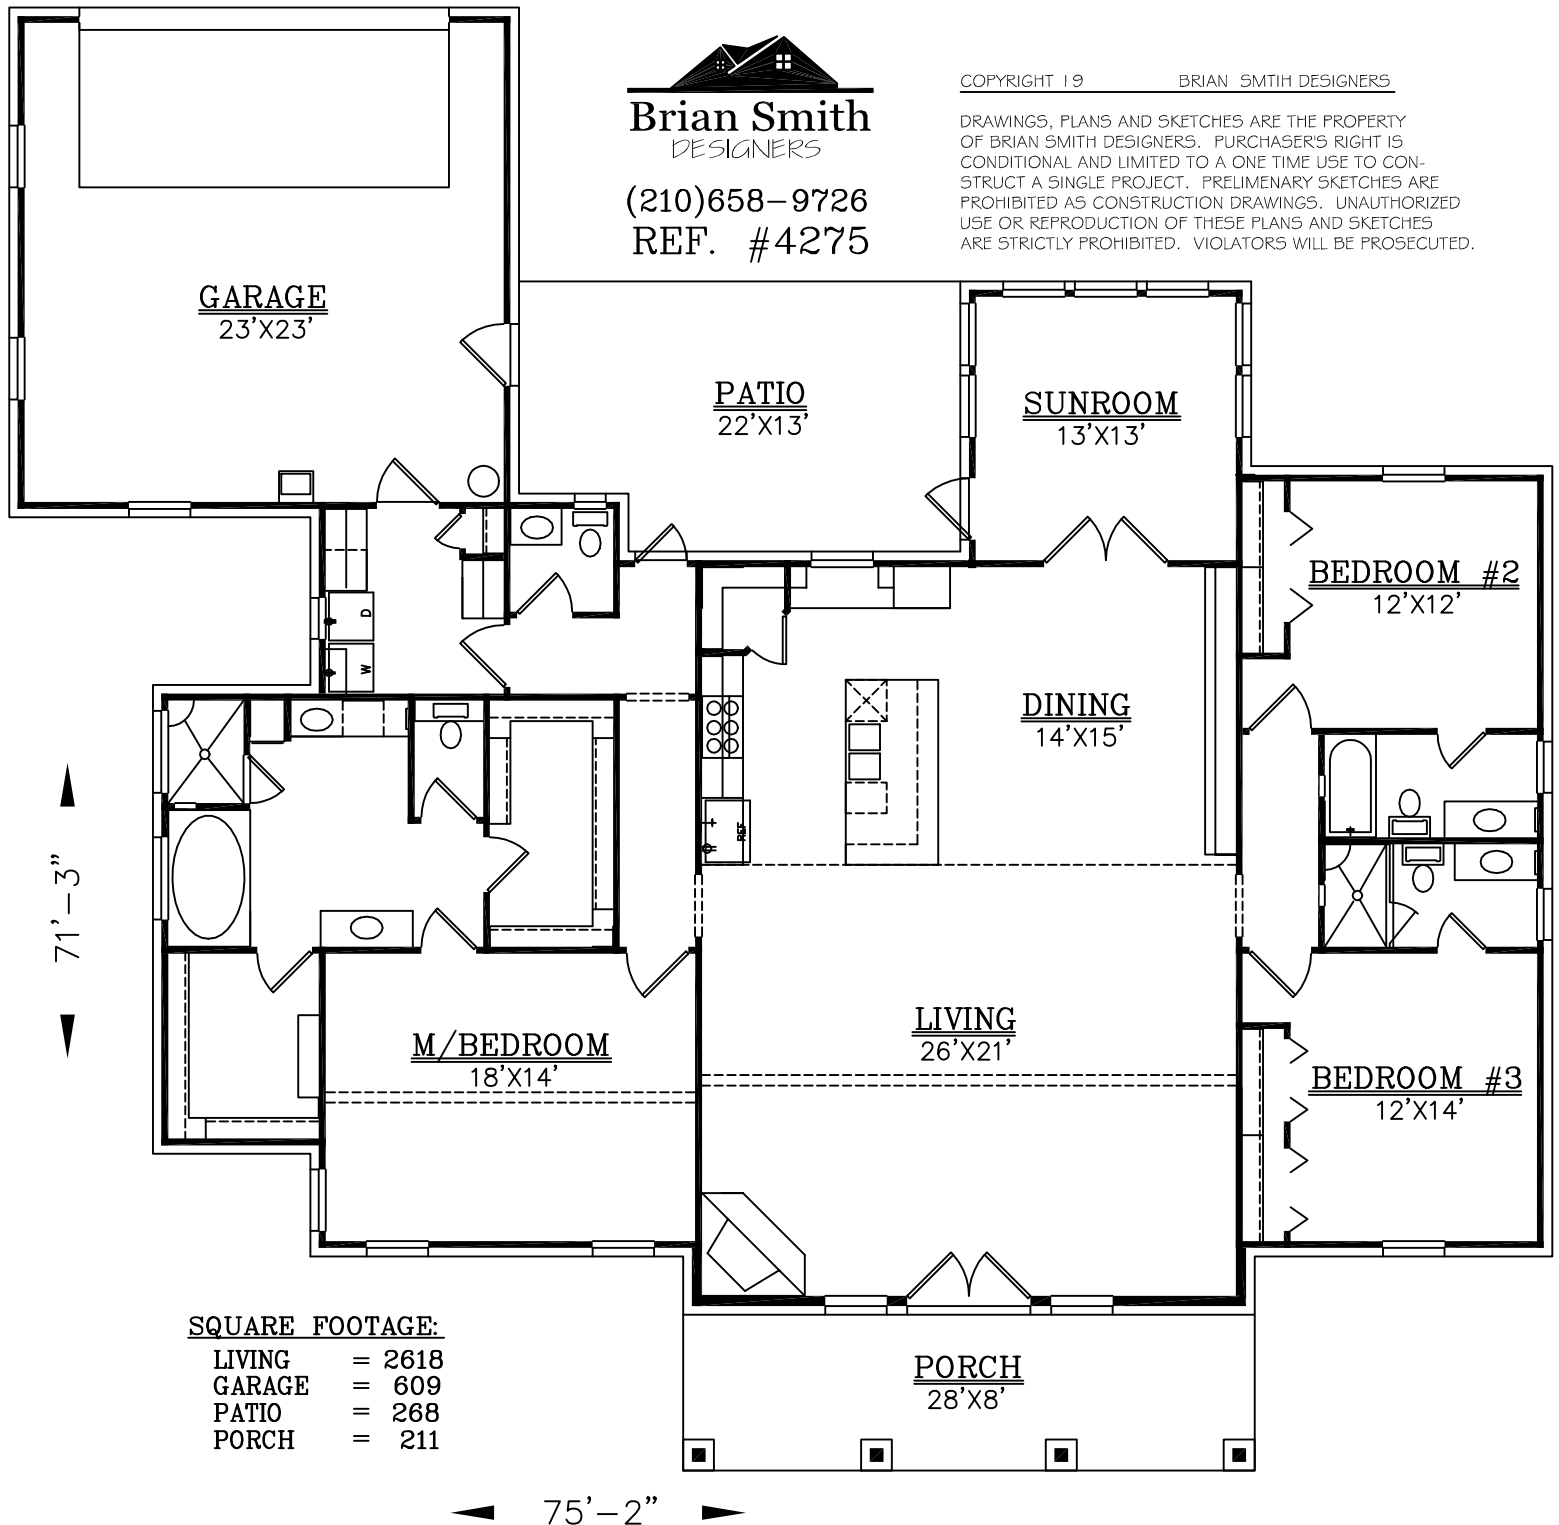 Brian Smith
DESIGNERS
(210)658-9726
REF. #4275
COPYRIGHT 19 BRIAN SMTIH DESIGNERS
DRAWINGS, PLANS AND SKETCHES ARE THE PROPERTY
OF BRIAN SMITH DESIGNERS. PURCHASER'S RIGHT IS
CONDITIONAL AND LIMITED TO A ONE TIME USE TO CON-
STRUCT A SINGLE PROJECT. PRELIMENARY SKETCHES ARE
PROHIBITED AS CONSTRUCTION DRAWINGS. UNAUTHORIZED
USE OR REPRODUCTION OF THESE PLANS AND SKETCHES
ARE STRICTLY PROHIBITED. VIOLATORS WILL BE PROSECUTED.
GARAGE
23'X23'
PATIO
22'X13'
SUNROOM
13'X13'
BEDROOM #2
12'X12'
D
W
DINING
14'X15'
REF.
71'-3"
LIVING
26'X21'
M/BEDROOM
18'X14'
BEDROOM #3
12'X14'
PORCH
28'X8'
SQUARE FOOTAGE:
LIVING = 2618
GARAGE = 609
PATIO = 268
PORCH = 211
75'-2"